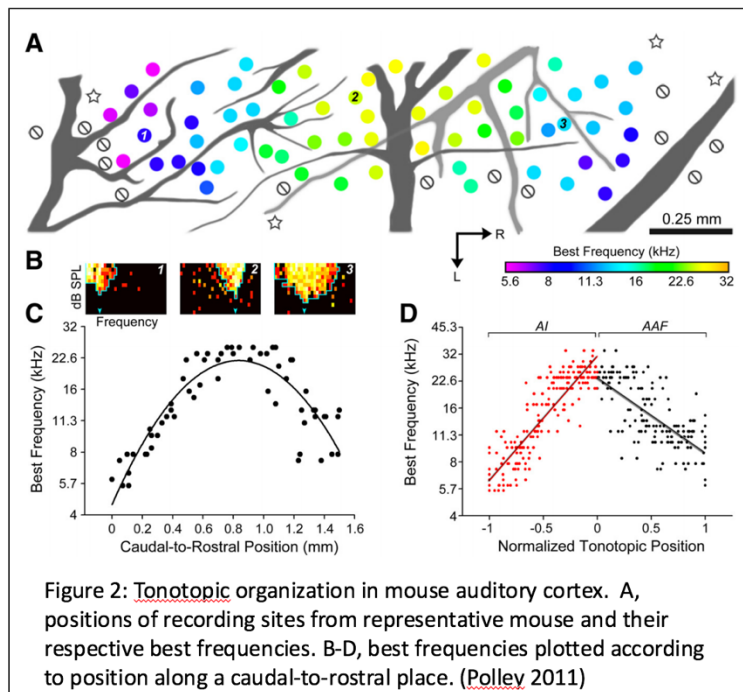 A
1
2
3
0.25 mm
R
L
B
dB SPL
1
2
3
Frequency
Best Frequency (kHz)
5.6 8 11.3 16 22.6 32
C
Best Frequency (kHz)
32
22.6
16
11.3
8
5.7
4
0 0.2 0.4 0.6 0.8 1.0 1.2 1.4 1.6
Caudal-to-Rostral Position (mm)
D
AI AAF
Best Frequency (kHz)
45.3
32
22.6
16
11.3
8
5.7
4
-1 -0.5 0 0.5 1
Normalized Tonotopic Position
Figure 2: Tonotopic organization in mouse auditory cortex. A,
positions of recording sites from representative mouse and their
respective best frequencies. B-D, best frequencies plotted according
to position along a caudal-to-rostral place. (Polley 2011)